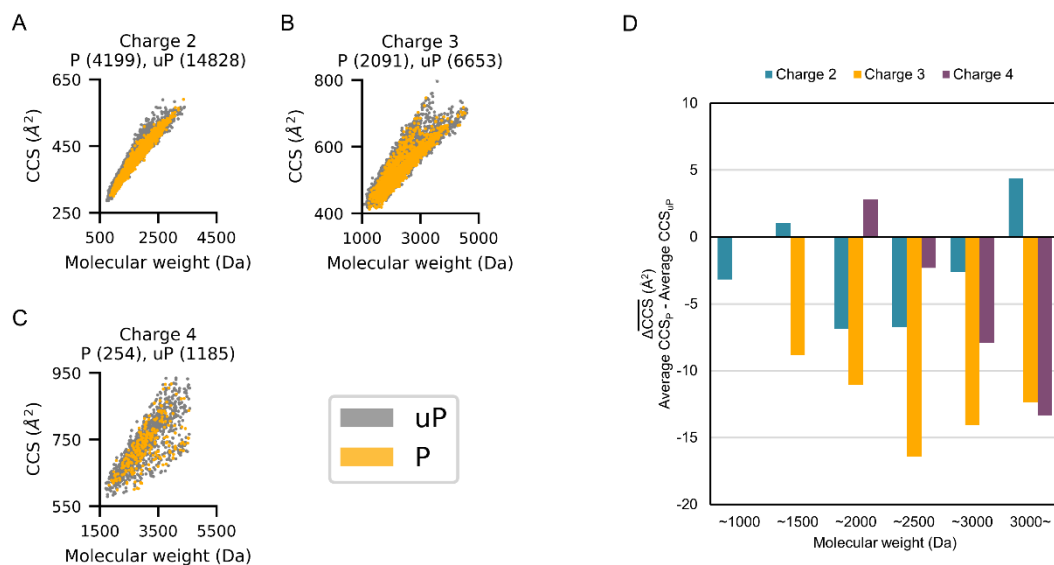 A
Charge 2
P (4199), uP (14828)
650
450
250
CCS (Å²)
500
2500
4500
Molecular weight (Da)
B
Charge 3
P (2091), uP (6653)
800
600
400
CCS (Å²)
1000
3000
5000
Molecular weight (Da)
C
Charge 4
P (254), uP (1185)
950
750
550
CCS (Å²)
1500
3500
5500
Molecular weight (Da)
uP
P
D
Charge 2
Charge 3
Charge 4
10
5
0
-5
-10
-15
-20
ΔCCS (Å²)
Average CCSₚ - Average CCSᵤₚ
~1000
~1500
~2000
~2500
~3000
3000~
Molecular weight (Da)